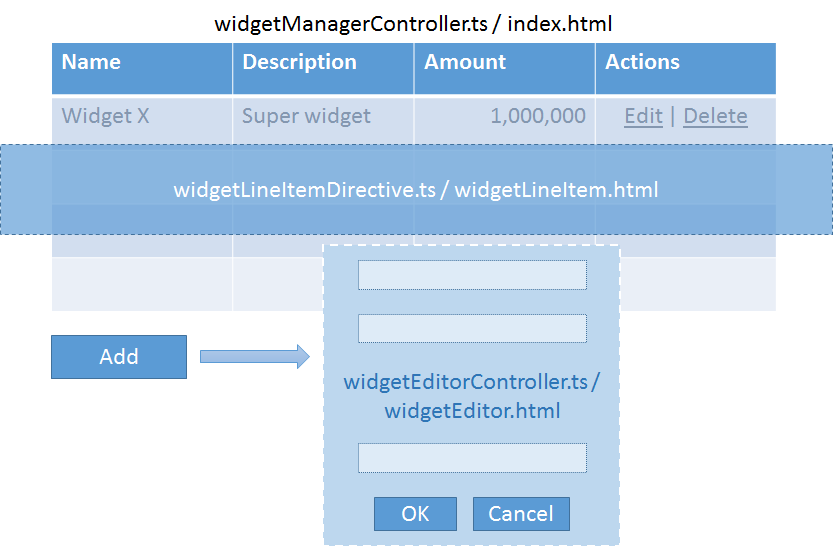 widgetManagerController.ts / index.html
Name Description Amount Actions
Widget X Super widget 1,000,000 Edit | Delete
widgetLineItemDirective.ts / widgetLineItem.html
Add
widgetEditorController.ts /
widgetEditor.html
OK Cancel